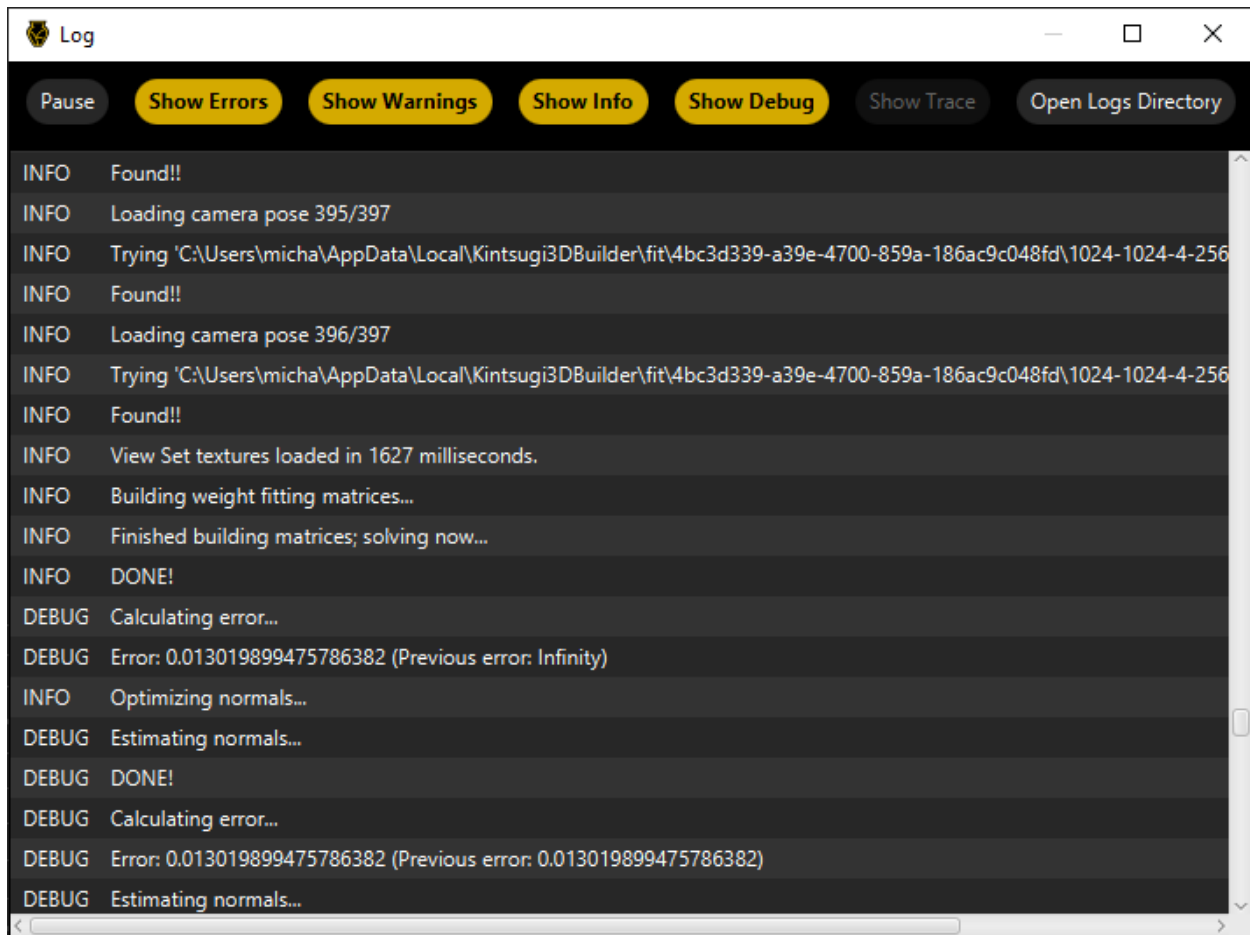 Log
Pause Show Errors Show Warnings Show Info Show Debug Show Trace Open Logs Directory
INFO Found!!
INFO Loading camera pose 395/397
INFO Trying 'C:\Users\micha\AppData\Local\Kintsugi3DBuilder\fit\4bc3d339-a39e-4700-859a-186ac9c048fd\1024-1024-4-256
INFO Found!!
INFO Loading camera pose 396/397
INFO Trying 'C:\Users\micha\AppData\Local\Kintsugi3DBuilder\fit\4bc3d339-a39e-4700-859a-186ac9c048fd\1024-1024-4-256
INFO Found!!
INFO View Set textures loaded in 1627 milliseconds.
INFO Building weight fitting matrices...
INFO Finished building matrices; solving now...
INFO DONE!
DEBUG Calculating error...
DEBUG Error: 0.013019899475786382 (Previous error: Infinity)
INFO Optimizing normals...
DEBUG Estimating normals...
DEBUG DONE!
DEBUG Calculating error...
DEBUG Error: 0.013019899475786382 (Previous error: 0.013019899475786382)
DEBUG Estimating normals...